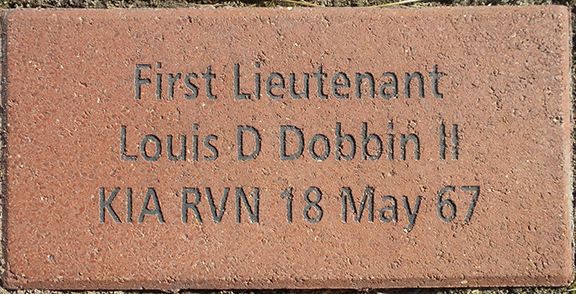 First Lieutenant
Louis D Dobbin II
KIA RVN 18 May 67